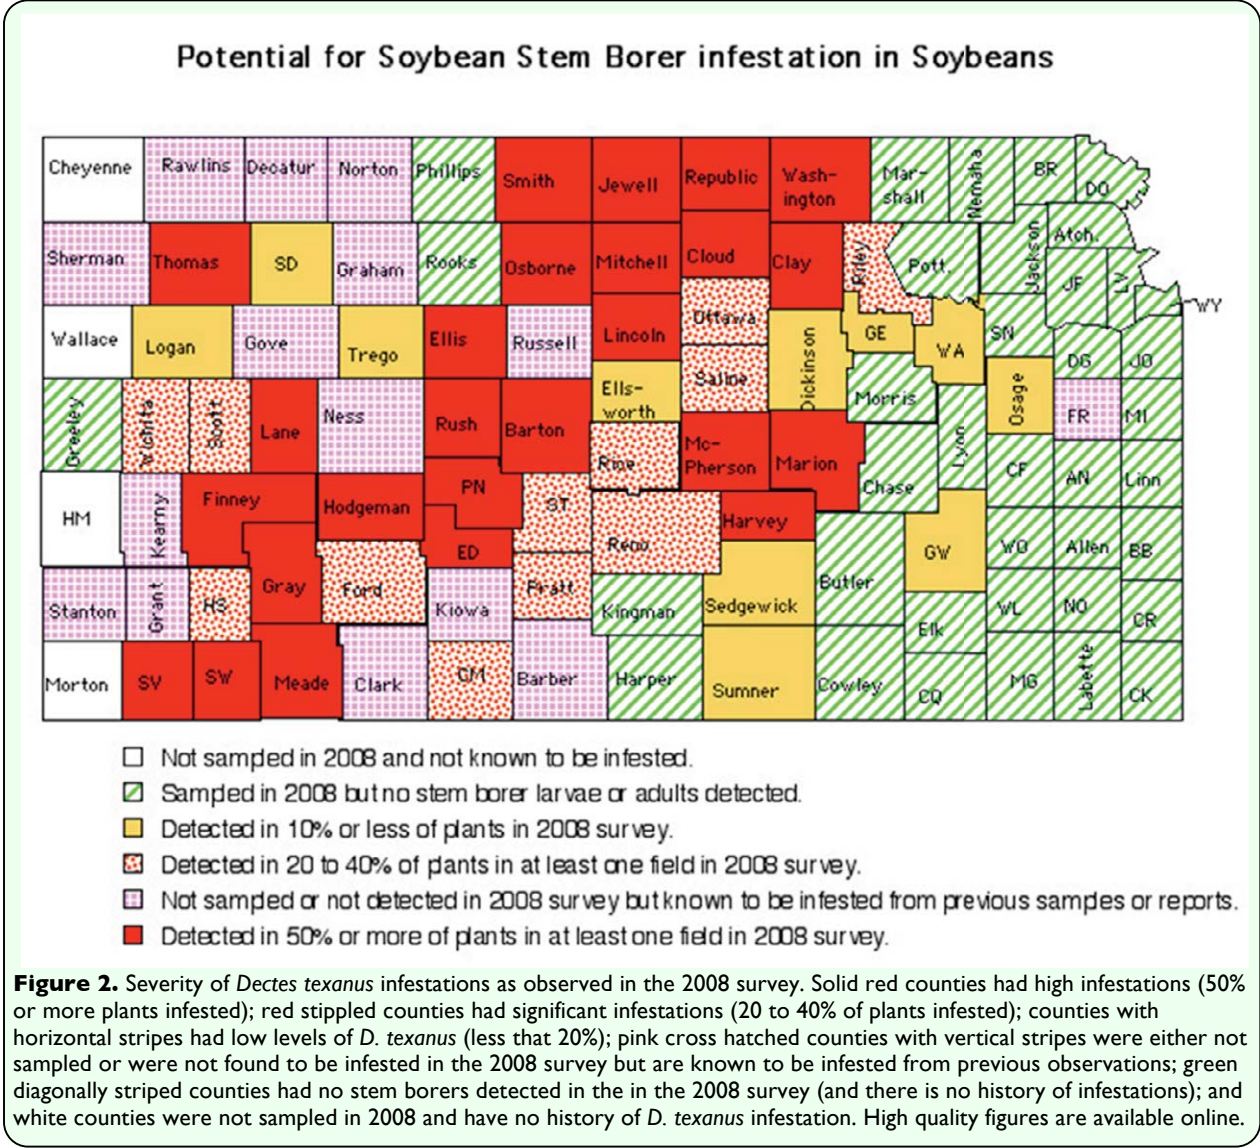 Potential for Soybean Stem Borer infestation in Soybeans
Cheyenne
Rawlins
Decatur
Norton
Phillips
Smith
Jewell
Republic
Wash-
ington
Mar-
shall
Nemaha
BR
DO
Sherman
Thomas
SD
Graham
Rooks
Osborne
Mitchell
Cloud
Clay
Riley
Pott.
Jackson
Atch.
JF
LV
WY
Wallace
Logan
Gove
Trego
Ellis
Russell
Lincoln
Ottawa
Saline
Dickinson
GE
WA
SN
DG
JO
Greeley
Wichita
Scott
Lane
Ness
Rush
Barton
Ells-
worth
Rice
Mc-
Pherson
Marion
Morris
Chase
Lyon
Osage
FR
MI
CF
AN
Linn
HM
Kearny
Finney
Hodgeman
PN
ED
ST
Reno
Harvey
Butler
GW
WO
Allen
BB
Stanton
Grant
HS
Gray
Ford
Kiowa
Pratt
Kingman
Sedgewick
Elk
WL
NO
CR
Morton
SV
SW
Meade
Clark
CM
Barber
Harper
Sumner
Cowley
CQ
MG
Labette
CK
Not sampled in 2008 and not known to be infested.
Sampled in 2008 but no stem borer larvae or adults detected.
Detected in 10% or less of plants in 2008 survey.
Detected in 20 to 40% of plants in at least one field in 2008 survey.
Not sampled or not detected in 2008 survey but known to be infested from previous samples or reports.
Detected in 50% or more of plants in at least one field in 2008 survey.
Figure 2. Severity of Dectes texanus infestations as observed in the 2008 survey. Solid red counties had high infestations (50%
or more plants infested); red stippled counties had significant infestations (20 to 40% of plants infested); counties with
horizontal stripes had low levels of D. texanus (less that 20%); pink cross hatched counties with vertical stripes were either not
sampled or were not found to be infested in the 2008 survey but are known to be infested from previous observations; green
diagonally striped counties had no stem borers detected in the in the 2008 survey (and there is no history of infestations); and
white counties were not sampled in 2008 and have no history of D. texanus infestation. High quality figures are available online.